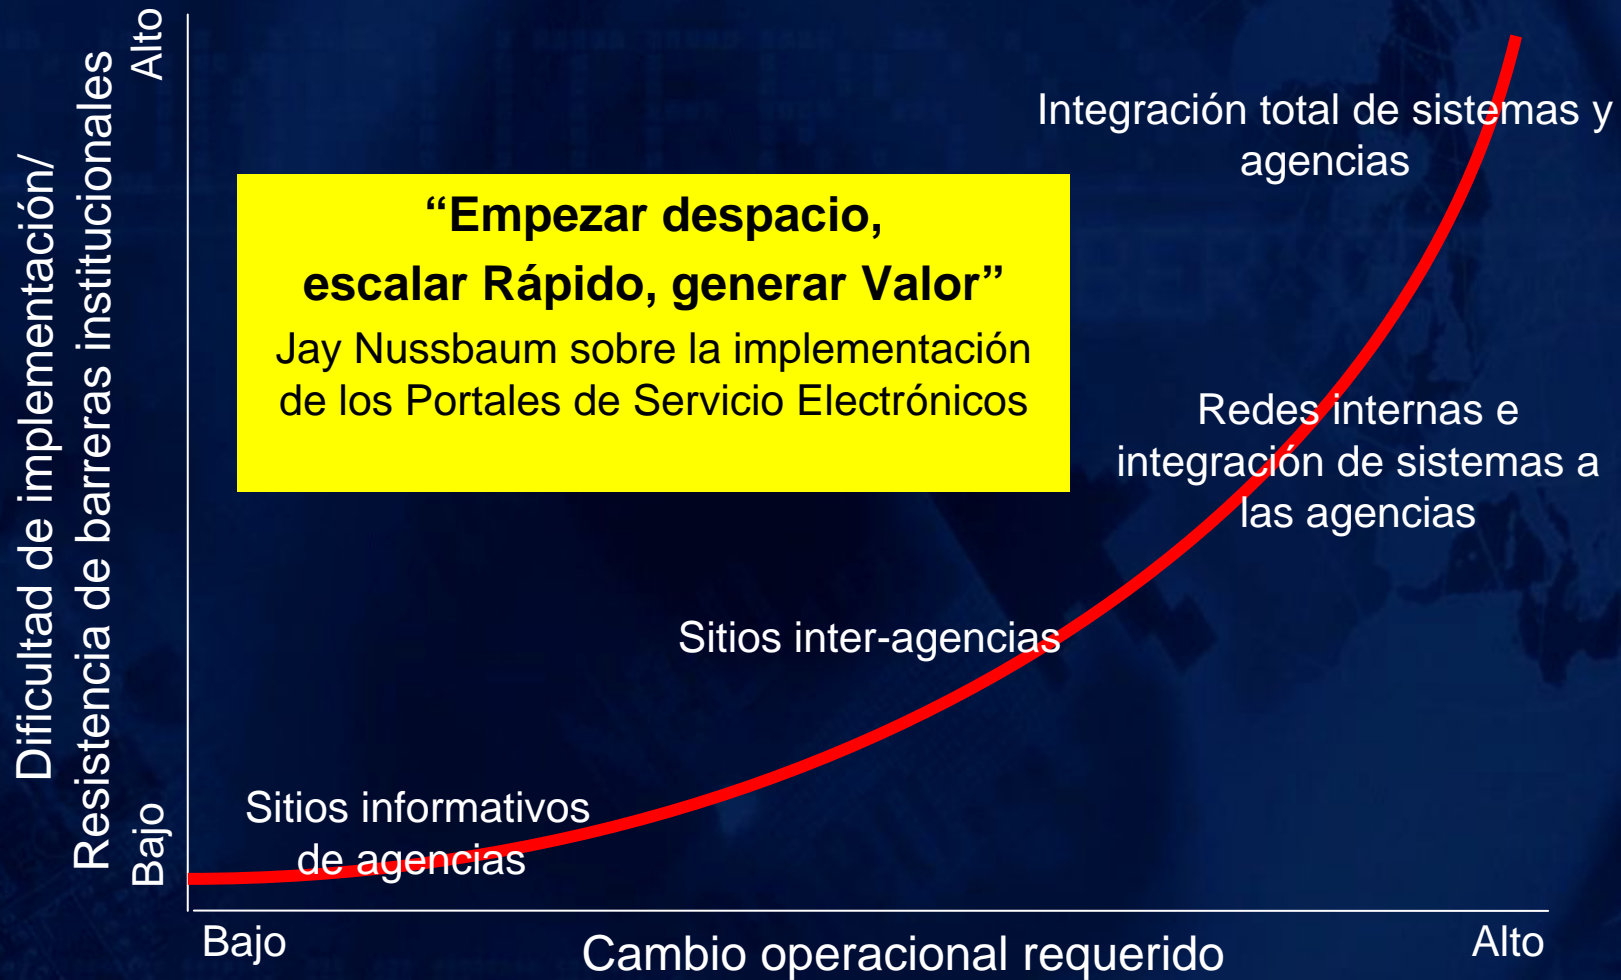 Dificultad de implementación/
Resistencia de barreras institucionales
Alto
Bajo
Integración total de sistemas y
agencias
“Empezar despacio,
escalar Rápido, generar Valor”
Jay Nussbaum sobre la implementación
de los Portales de Servicio Electrónicos
Redes internas e
integración de sistemas a
las agencias
Sitios inter-agencias
Sitios informativos
de agencias
Bajo
Cambio operacional requerido
Alto